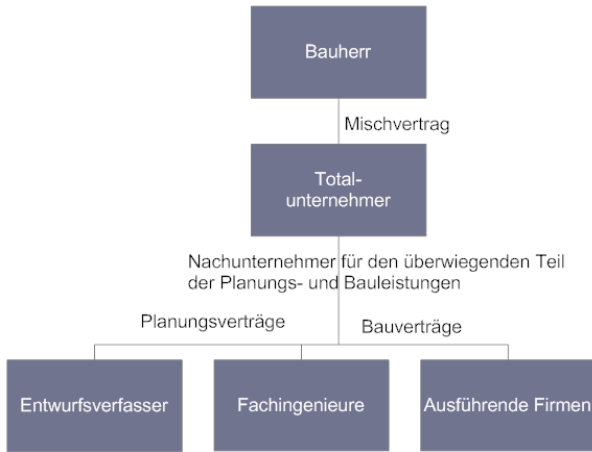 Bauherr
Mischvertrag
Total-
unternehmer
Nachunternehmer für den überwiegenden Teil
der Planungs- und Bauleistungen
Planungsverträge
Bauverträge
Entwurfsverfasser
Fachingenieure
Ausführende Firmen